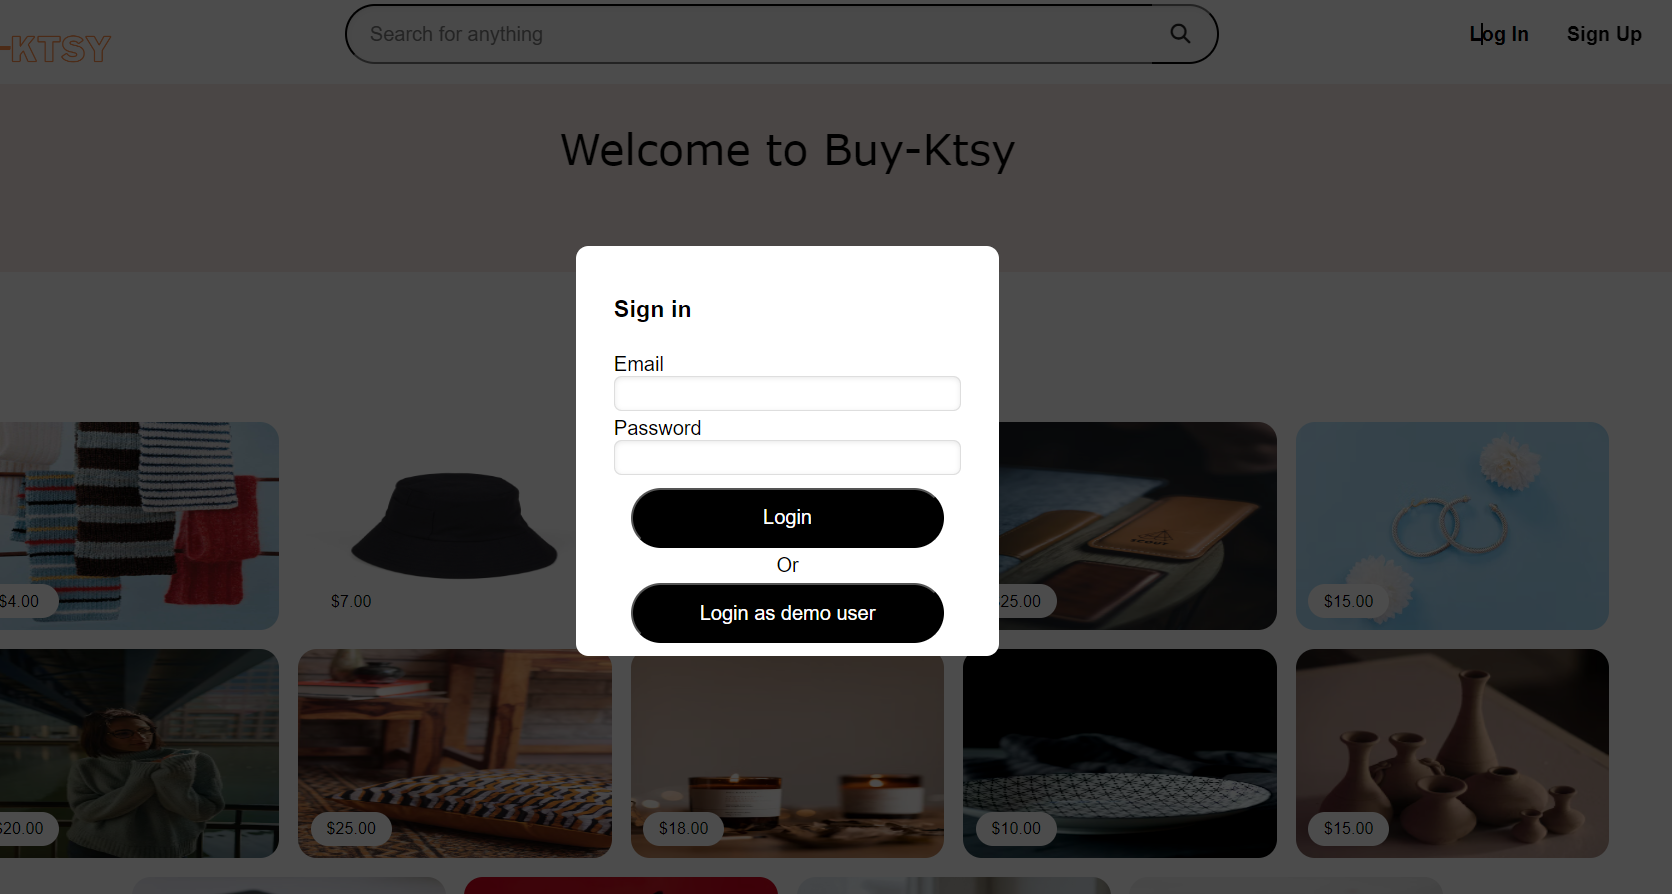 -KTSY
Search for anything
Log In
Sign Up
Welcome to Buy-Ktsy
Sign in
Email
Password
Login
Or
Login as demo user
$4.00
$7.00
25.00
$15.00
$20.00
$25.00
$18.00
$10.00
$15.00